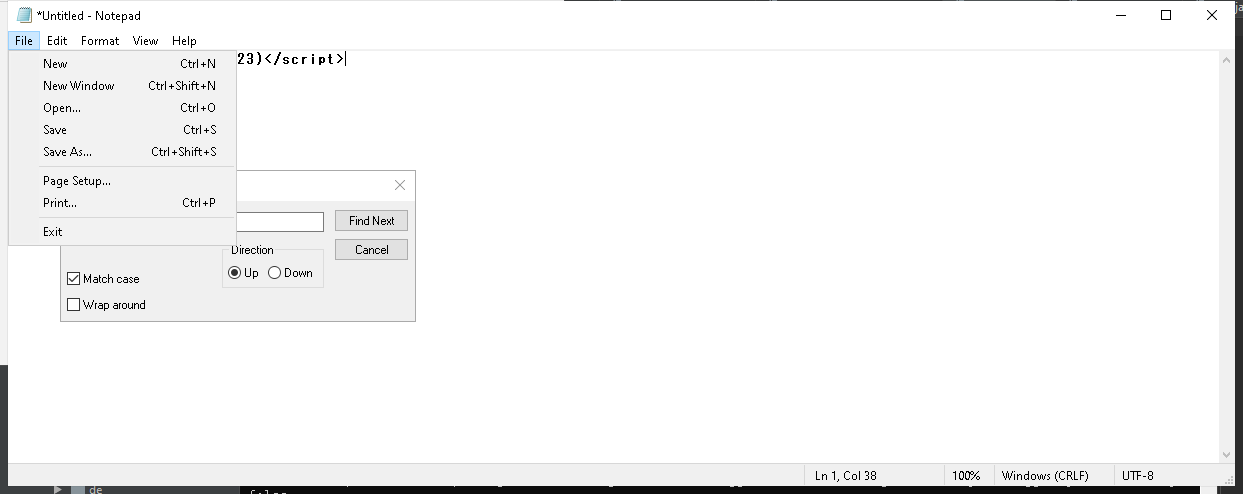 *Untitled - Notepad
File Edit Format View Help
23)</script>
New Ctrl+N
New Window Ctrl+Shift+N
Open... Ctrl+O
Save Ctrl+S
Save As... Ctrl+Shift+S
Page Setup...
Print... Ctrl+P
Exit
Find Next
Cancel
Direction
Up Down
Match case
Wrap around
Ln 1, Col 38 100% Windows (CRLF) UTF-8
de